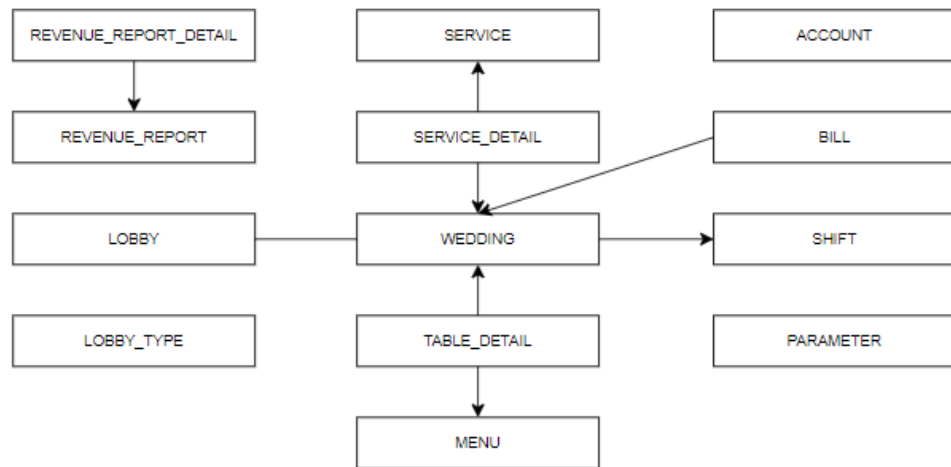 REVENUE_REPORT_DETAIL
SERVICE
ACCOUNT
REVENUE_REPORT
SERVICE_DETAIL
BILL
LOBBY
WEDDING
SHIFT
LOBBY_TYPE
TABLE_DETAIL
PARAMETER
MENU